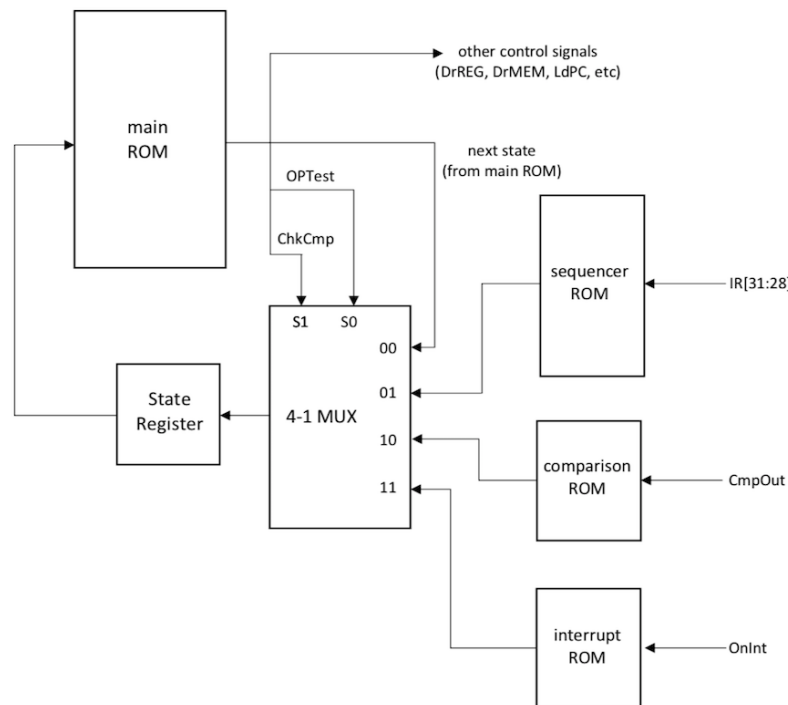 other control signals
(DrREG, DrMEM, LdPC, etc)
main
ROM
next state
(from main ROM)
OPTest
ChkCmp
sequencer
ROM
IR[31:28]
S1 S0
00
State
Register
4-1 MUX
01
10
comparison
ROM
CmpOut
11
interrupt
ROM
OnInt